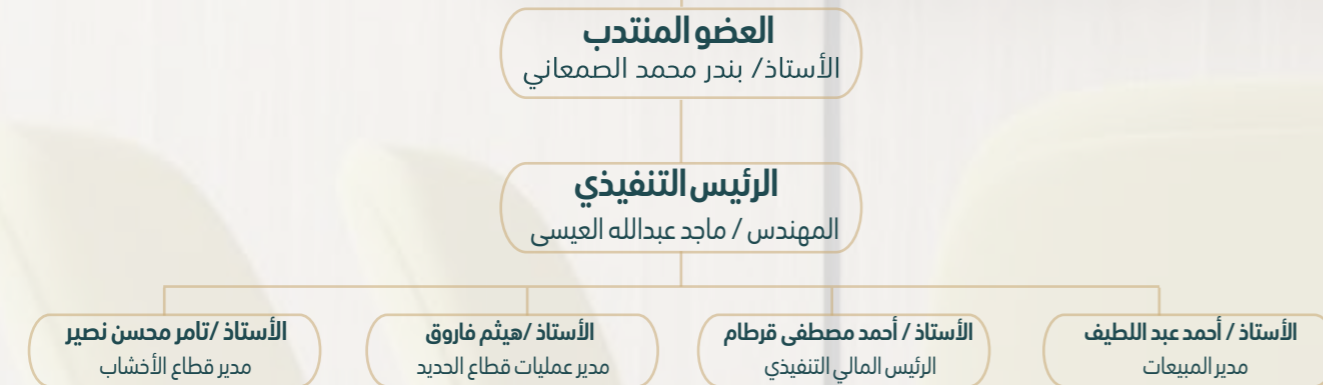 العضو المنتدب
الأستاذ/ بندر محمد الصمعاني
الرئيس التنفيذي
المهندس / ماجد عبدالله العيسى
الأستاذ / أحمد عبد اللطيف
مدير المبيعات
الأستاذ / أحمد مصطفى قرطام
الرئيس المالي التنفيذي
الأستاذ /هيثم فاروق
مدير عمليات قطاع الحديد
الأستاذ /تامر محسن نصير
مدير قطاع الأخشاب